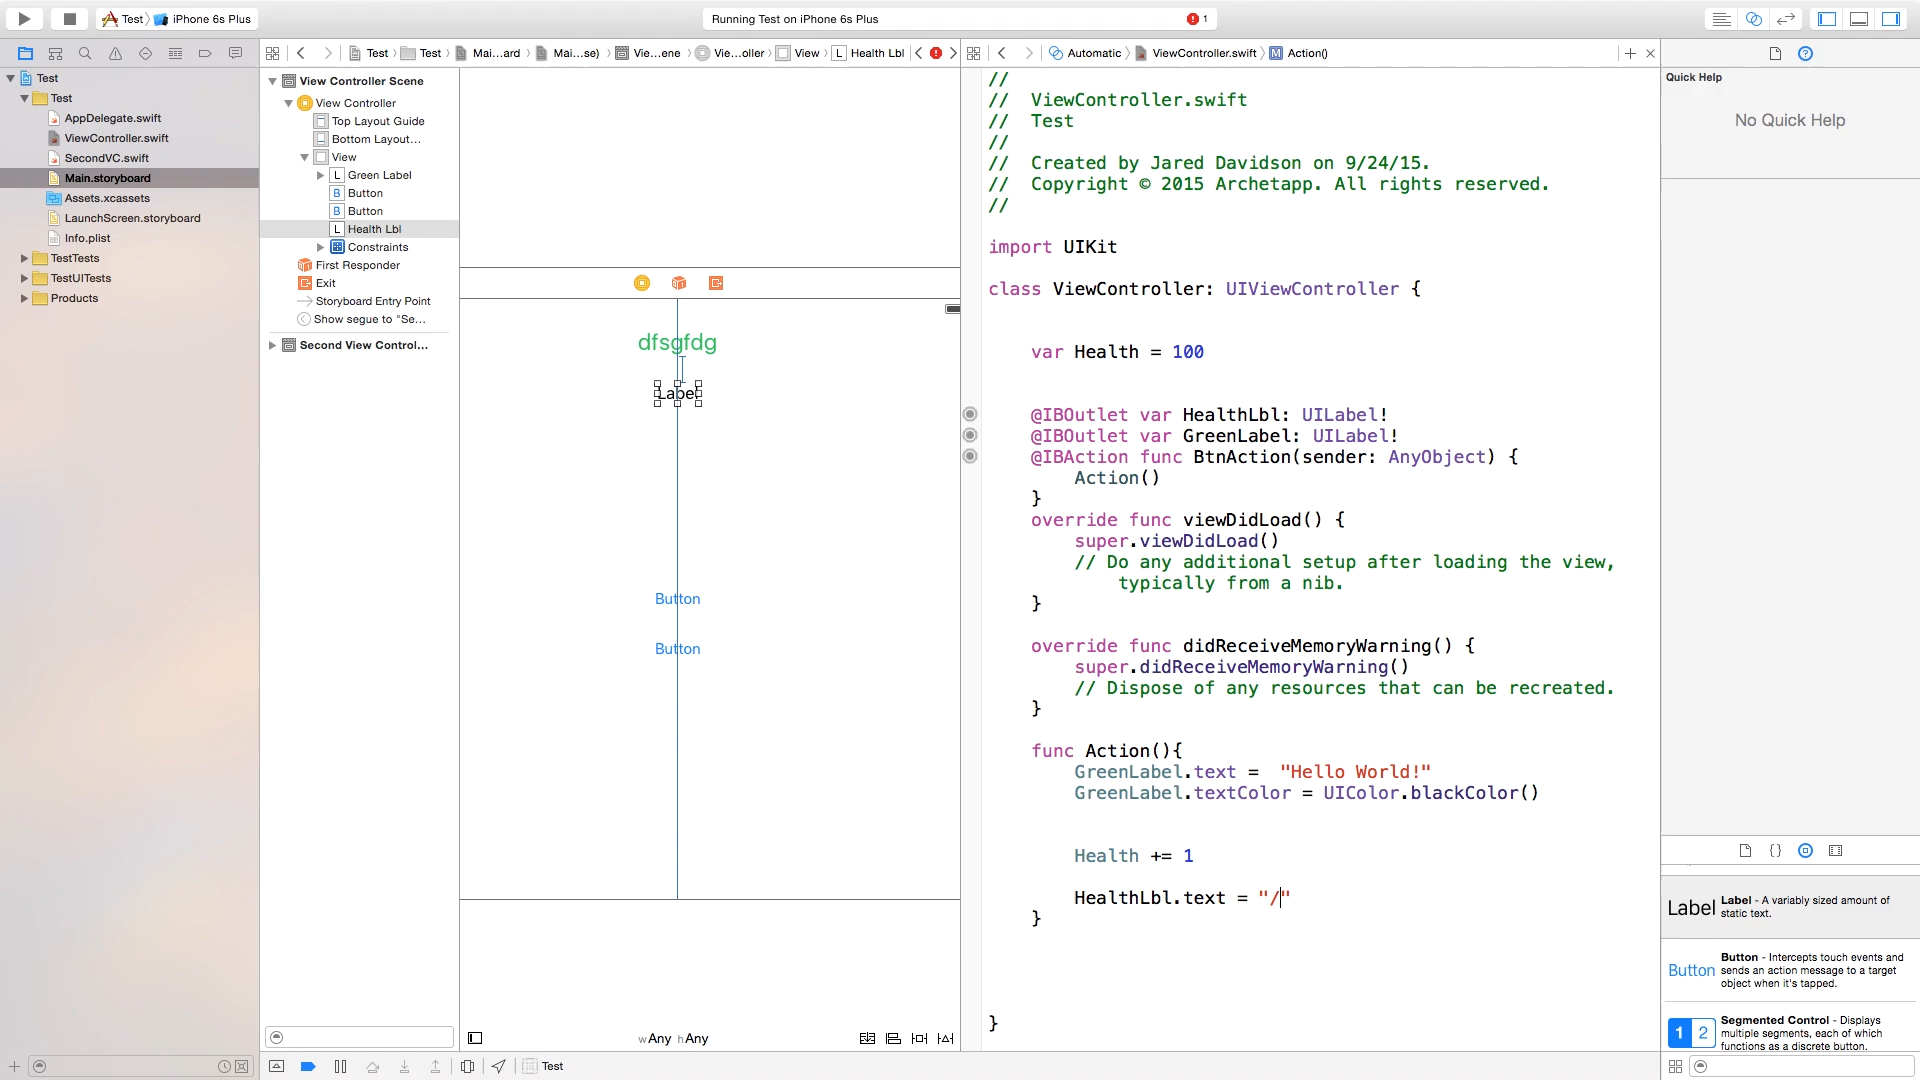 Test
iPhone 6s Plus
Running Test on iPhone 6s Plus
1
Test
Test
Mai...ard
Mai...se)
Vie...ene
Vie...oller
View
L
Health Lbl
Automatic
ViewController.swift
M
Action()
Test
Test
AppDelegate.swift
ViewController.swift
SecondVC.swift
Main.storyboard
Assets.xcassets
LaunchScreen.storyboard
Info.plist
TestTests
TestUITests
Products
View Controller Scene
View Controller
Top Layout Guide
Bottom Layout...
View
L Green Label
B Button
B Button
L Health Lbl
Constraints
First Responder
Exit
Storyboard Entry Point
Show segue to "Se...
Second View Control...
dfsgfdg
Label
Button
Button
wAny hAny
Test
//
// ViewController.swift
// Test
//
// Created by Jared Davidson on 9/24/15.
// Copyright © 2015 Archetapp. All rights reserved.
//
import UIKit
class ViewController: UIViewController {
var Health = 100
@IBOutlet var HealthLbl: UILabel!
@IBOutlet var GreenLabel: UILabel!
@IBAction func BtnAction(sender: AnyObject) {
Action()
}
override func viewDidLoad() {
super.viewDidLoad()
// Do any additional setup after loading the view,
typically from a nib.
}
override func didReceiveMemoryWarning() {
super.didReceiveMemoryWarning()
// Dispose of any resources that can be recreated.
}
func Action(){
GreenLabel.text =  "Hello World!"
GreenLabel.textColor = UIColor.blackColor()
Health += 1
HealthLbl.text = "/"
}
}
Quick Help
No Quick Help
{}
Label
Label - A variably sized amount of
static text.
Button
Button - Intercepts touch events and
sends an action message to a target
object when it's tapped.
1 2
Segmented Control - Displays
multiple segments, each of which
functions as a discrete button.